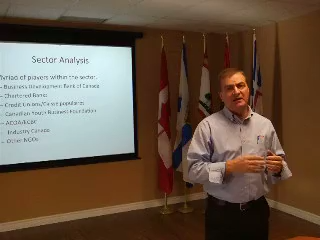 Sector Analysis
Myriad of players within the sector.
– Business Development Bank of Canada
– Chartered Banks
– Credit Unions/Caisse populaires
– Canadian Youth Business Foundation
– ACOA/
– Industry Canada
– Other NGOs